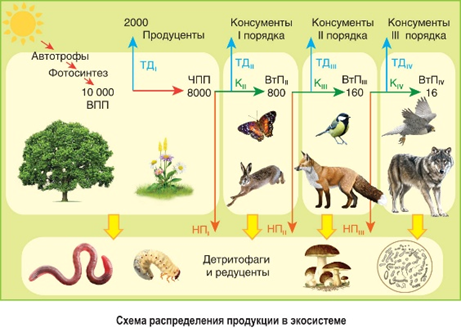 2000
Продуценты
Консументы
I порядка
Консументы
II порядка
Консументы
III порядка
Автотрофы
Фотосинтез
10 000
ВПП
ТДI
ЧПП
8000
ТДII
КII
ВтПII
800
ТДIII
КIII
ВтПIII
160
ТДIV
КIV
ВтПIV
16
НПI
НПII
НПIII
Детритофаги
и редуценты
Схема распределения продукции в экосистеме